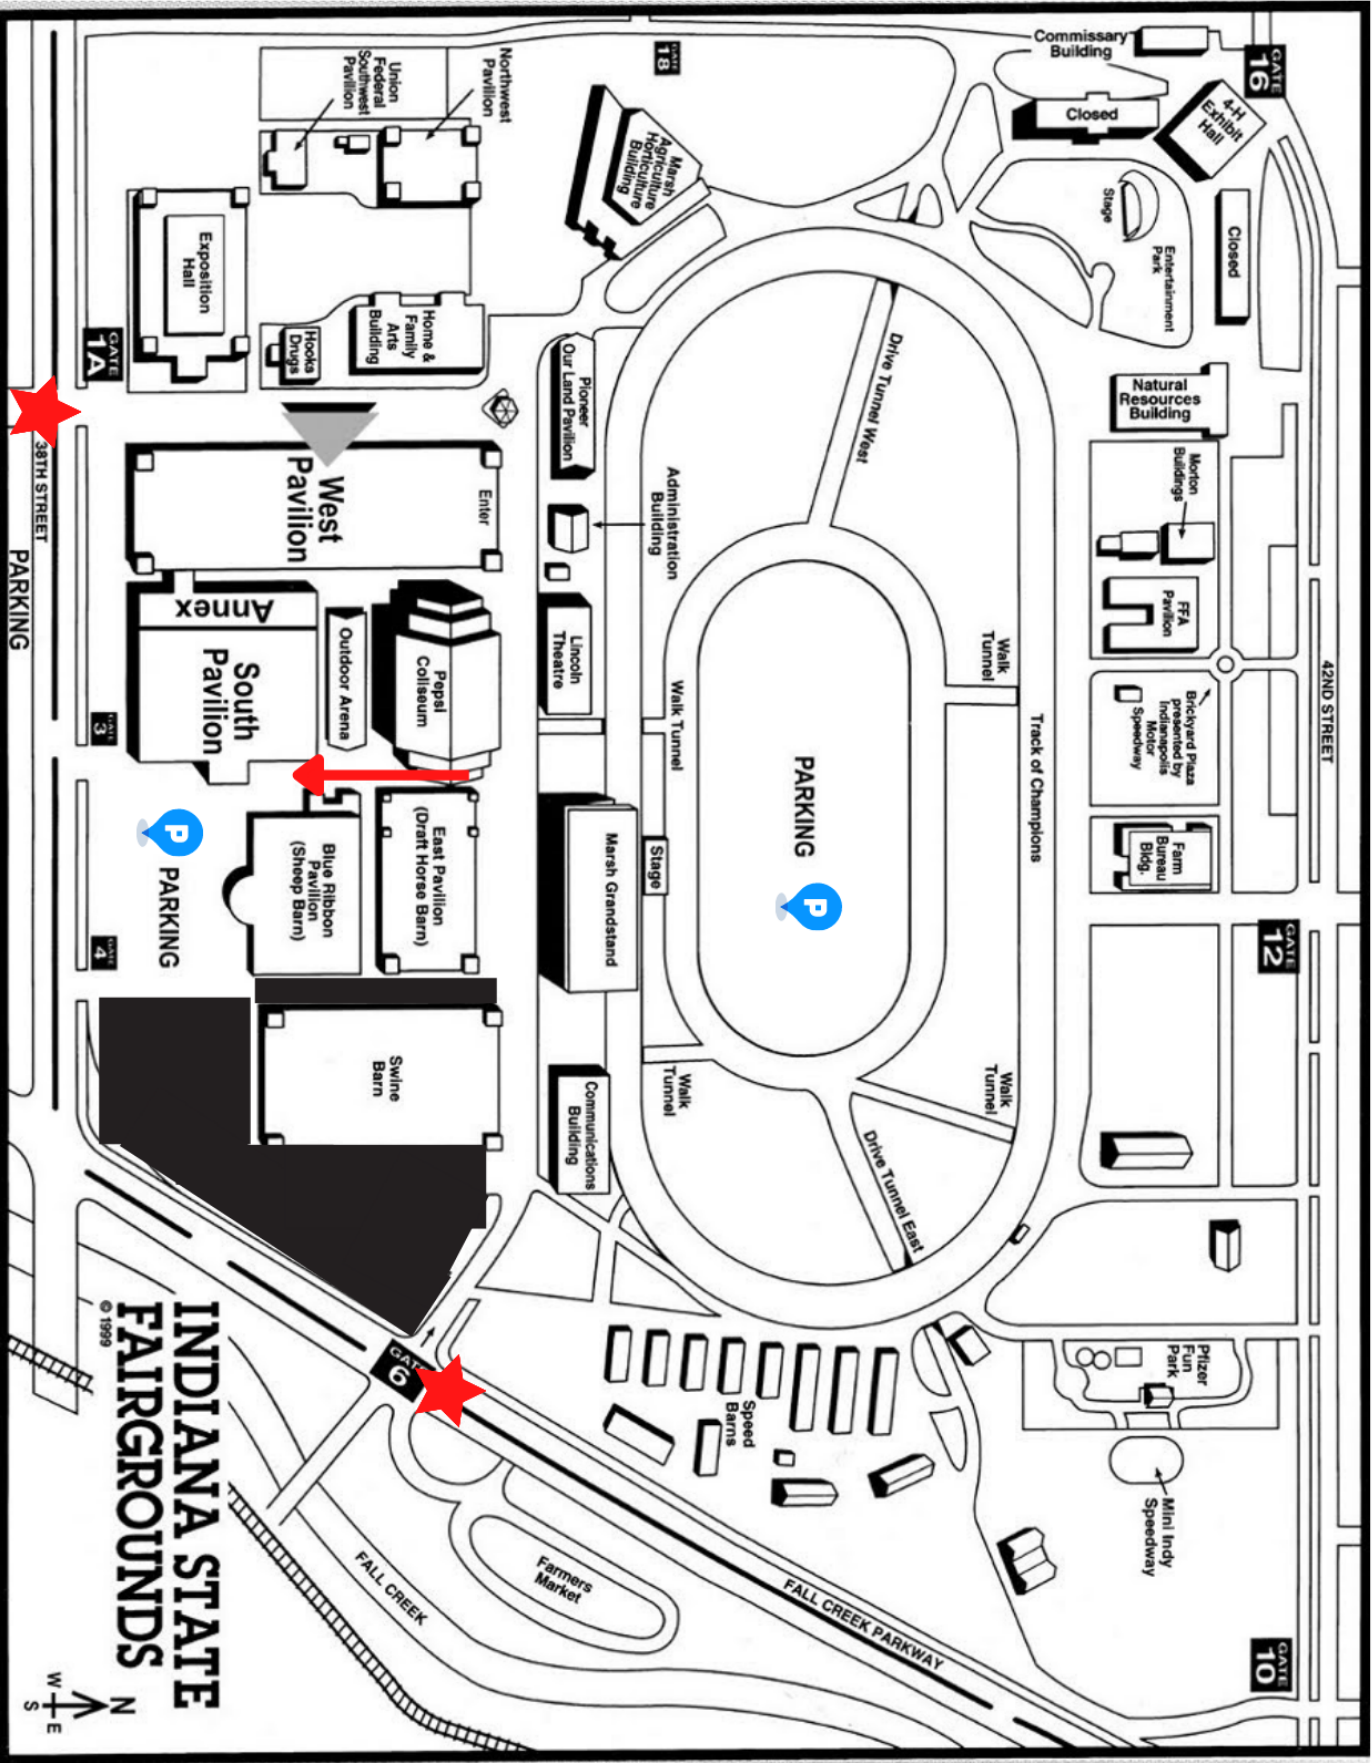 Commissary
Building
GATE
16
GATE
18
Closed
4-H
Exhibit
Hall
Union
Federal
Southwest
Pavilion
Northwest
Pavilion
Marsh
Agriculture
Horticulture
Building
Stage
Entertainment
Park
Closed
Exposition
Hall
Home &
Family
Arts
Building
Hooks
Drugs
GATE
1A
Pioneer
Our Land Pavilion
Drive Tunnel West
Natural
Resources
Building
38TH STREET
PARKING
West
Pavilion
Enter
Administration
Building
Morton
Buildings
FFA
Pavilion
Annex
South
Pavilion
Outdoor Arena
Pepsi
Coliseum
Lincoln
Theatre
Walk
Tunnel
Walk Tunnel
Track of Champions
42ND STREET
Brickyard Plaza
presented by
Indianapolis
Motor
Speedway
GATE
3
P
PARKING
Blue Ribbon
Pavilion
(Sheep Barn)
East Pavilion
(Draft Horse Barn)
Marsh Grandstand
Stage
PARKING
P
Farm
Bureau
Bldg.
GATE
4
GATE
12
Swine
Barn
Communications
Building
Walk
Tunnel
Walk
Tunnel
Drive Tunnel East
GATE
6
Speed
Barns
Pfizer
Fun
Park
Mini Indy
Speedway
Farmers
Market
FALL CREEK
FALL CREEK PARKWAY
GATE
10
INDIANA STATE
FAIRGROUNDS
© 1999
N
W E
S